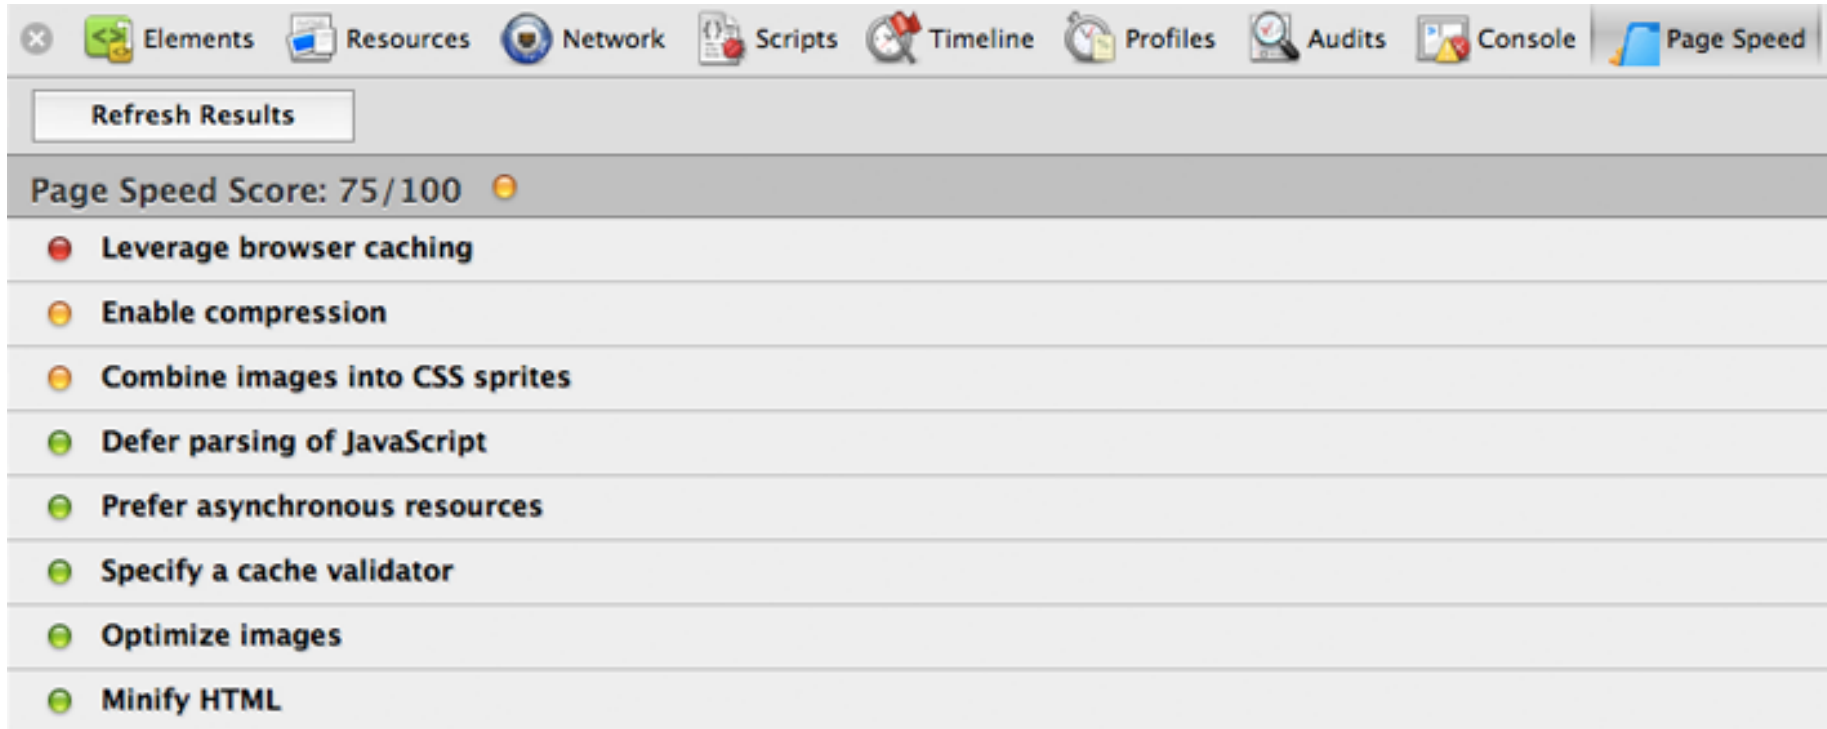 Elements Resources Network Scripts Timeline Profiles Audits Console Page Speed
Refresh Results
Page Speed Score: 75/100
Leverage browser caching
Enable compression
Combine images into CSS sprites
Defer parsing of JavaScript
Prefer asynchronous resources
Specify a cache validator
Optimize images
Minify HTML